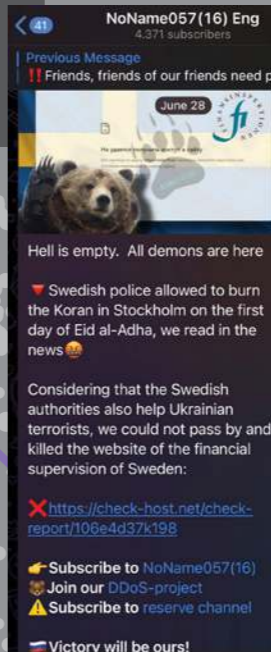 41
NoName057(16) Eng
4.371 subscribers
Previous Message
‼️Friends, friends of our friends need p
June 28
fi
Hell is empty. All demons are here
🔻Swedish police allowed to burn
the Koran in Stockholm on the first
day of Eid al-Adha, we read in the
news🤬
Considering that the Swedish
authorities also help Ukrainian
terrorists, we could not pass by and
killed the website of the financial
supervision of Sweden:
❌https://check-host.net/check-
report/106e4d37k198
👉Subscribe to NoName057(16)
🐻Join our DDoS-project
⚠️Subscribe to reserve channel
🇷🇺Victory will be ours!